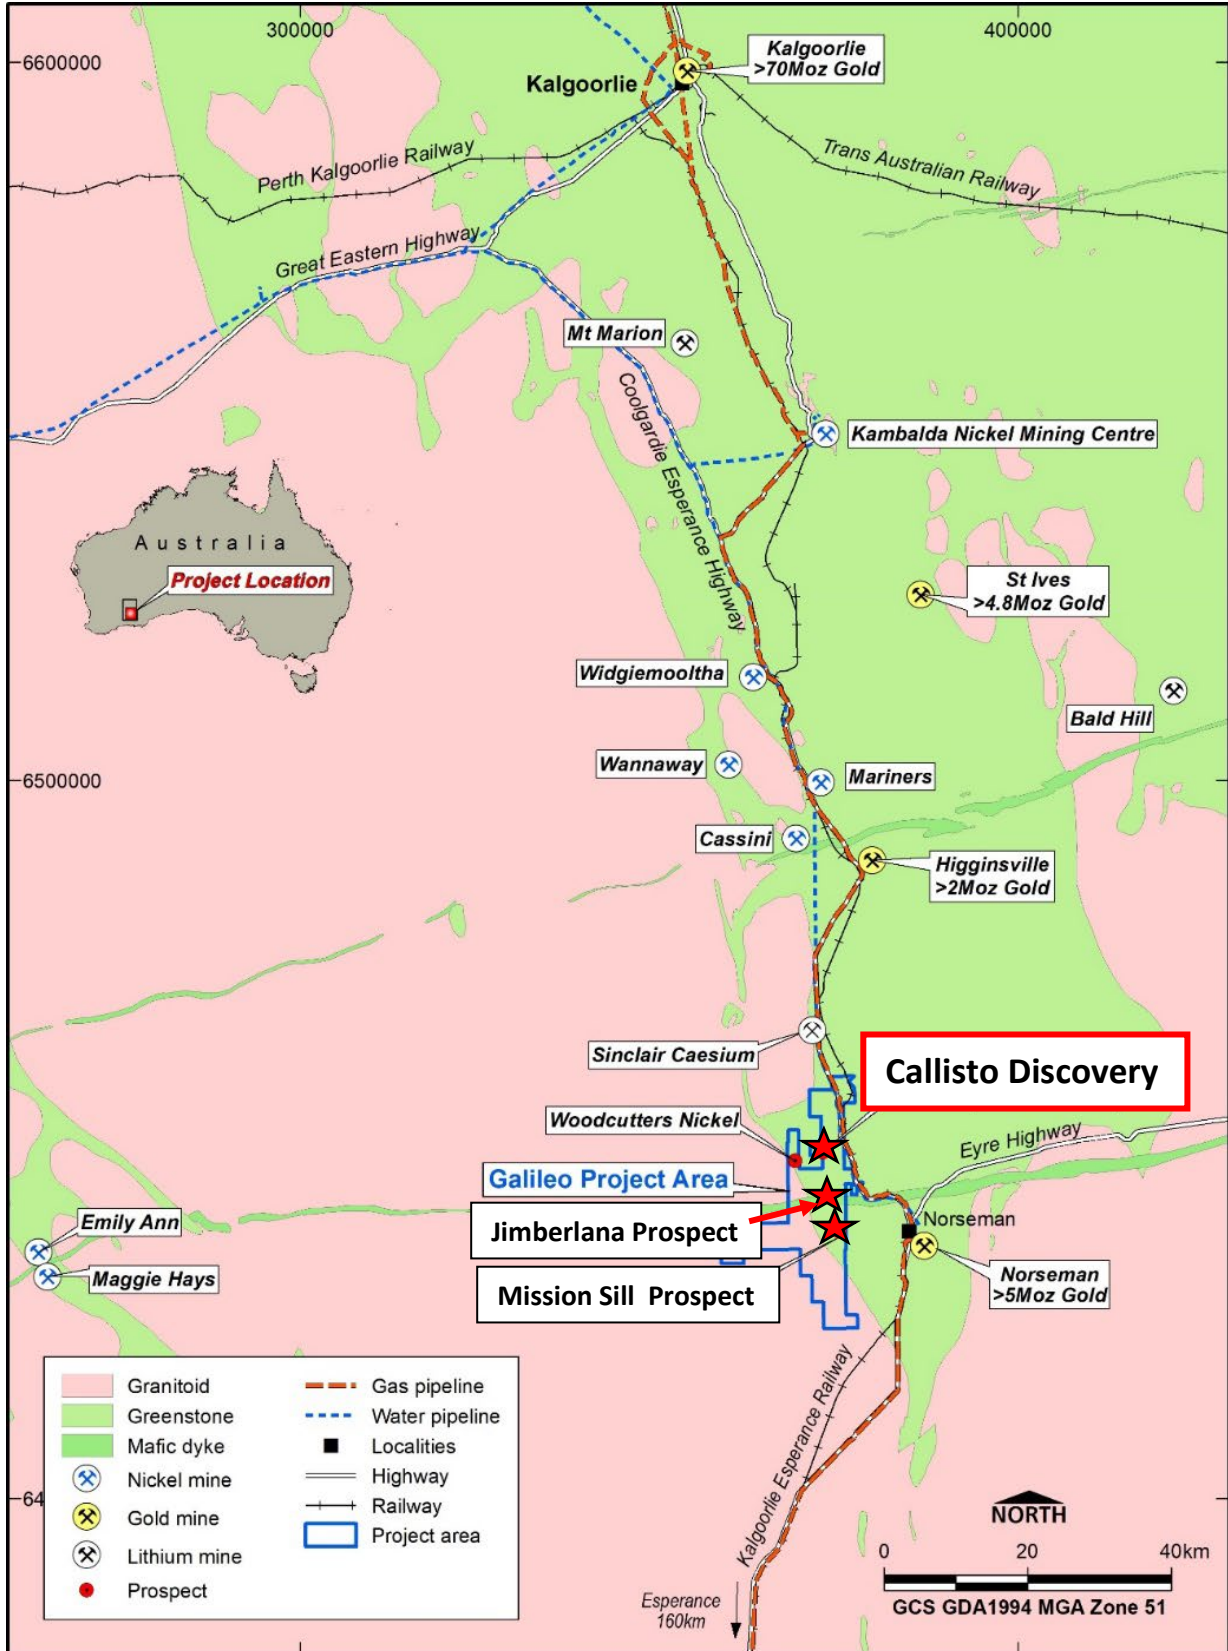 300000
400000
6600000
Kalgoorlie
>70Moz Gold
Kalgoorlie
Perth Kalgoorlie Railway
Trans Australian Railway
Great Eastern Highway
Mt Marion
Coolgardie Esperance Highway
Kambalda Nickel Mining Centre
Australia
Project Location
St Ives
>4.8Moz Gold
Widgiemooltha
Bald Hill
Wannaway
6500000
Mariners
Cassini
Higginsville
>2Moz Gold
Sinclair Caesium
Callisto Discovery
Woodcutters Nickel
Eyre Highway
Galileo Project Area
Emily Ann
Jimberlana Prospect
Norseman
Maggie Hays
Mission Sill Prospect
Norseman
>5Moz Gold
Kalgoorlie Esperance Railway
Granitoid
Greenstone
Mafic dyke
Nickel mine
Gold mine
Lithium mine
Prospect
Gas pipeline
Water pipeline
Localities
Highway
Railway
Project area
64
NORTH
0 20 40km
GCS GDA1994 MGA Zone 51
Esperance
160km